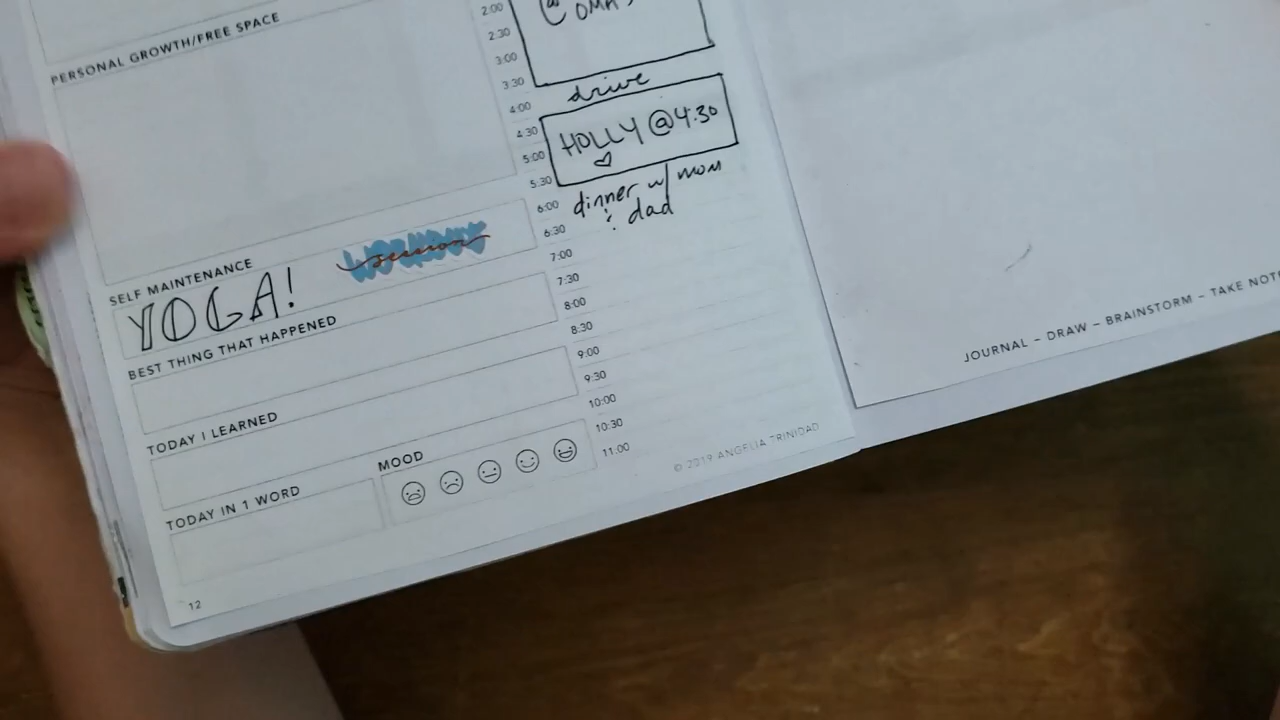 PERSONAL GROWTH/FREE SPACE
SELF MAINTENANCE
YOGA!
WORKOUT
session
BEST THING THAT HAPPENED
TODAY I LEARNED
TODAY IN 1 WORD
MOOD
12
2:00
2:30
3:00
3:30
4:00
4:30
5:00
5:30
6:00
6:30
7:00
7:30
8:00
8:30
9:00
9:30
10:00
10:30
11:00
@
drive
HOLLY @ 4:30
dinner w/ mom
& dad
© 2019 ANGELIA TRINIDAD
JOURNAL – DRAW – BRAINSTORM – TAKE